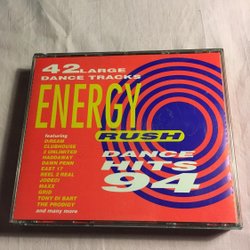 42 LARGE
DANCE TRACKS
ENERGY
RUSH
DANCE
HITS
94
featuring
D:REAM
CLUBHOUSE
2 UNLIMITED
HADDAWAY
DAWN PENN
EAST 17
REEL 2 REAL
JODECI
MAXX
GRID
TONY DI BART
THE PRODIGY
and many more